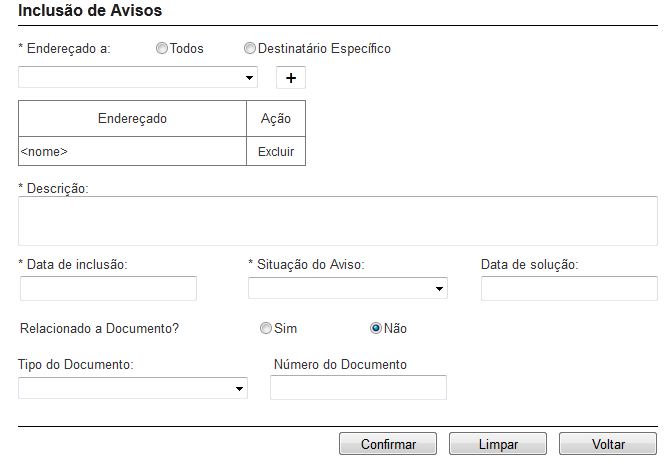 Inclusão de Avisos
* Endereçado a: Todos Destinatário Específico
+
Endereçado Ação
<nome> Excluir
* Descrição:
* Data de inclusão: * Situação do Aviso: Data de solução:
Relacionado a Documento? Sim Não
Tipo do Documento: Número do Documento
Confirmar Limpar Voltar